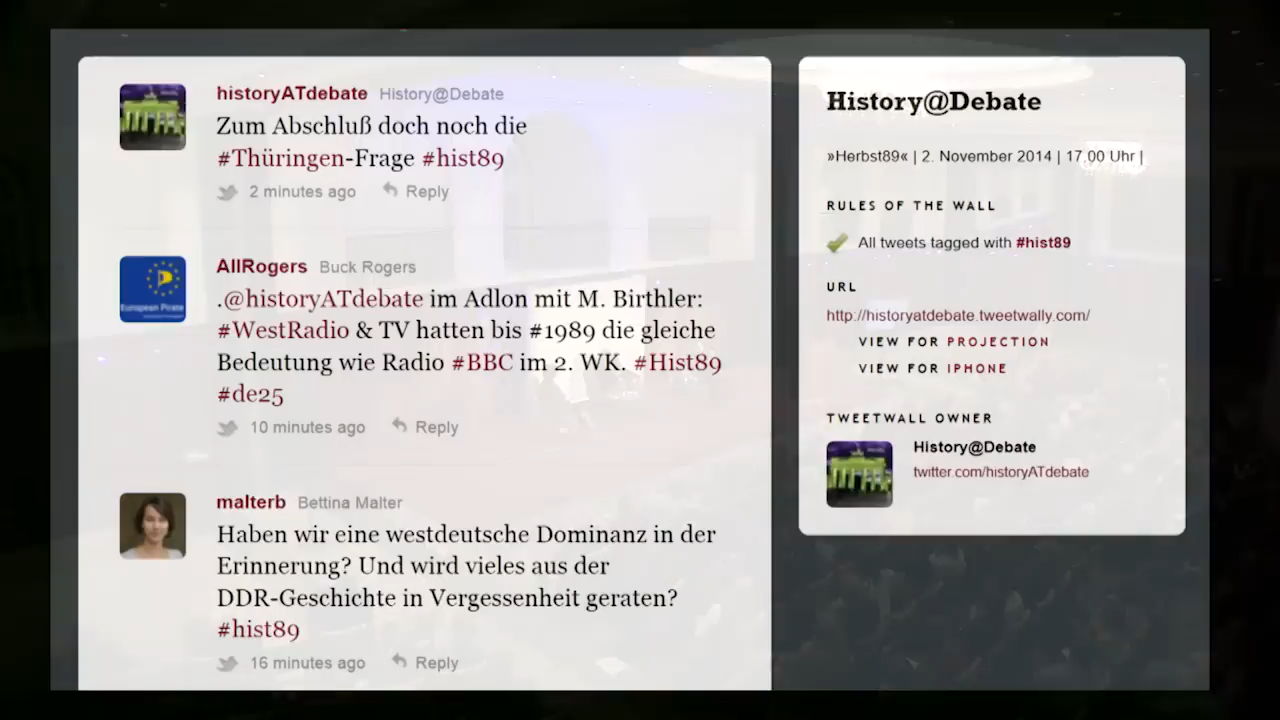 historyATdebate History@Debate
Zum Abschluß doch noch die
#Thüringen-Frage #hist89
2 minutes ago Reply
AllRogers Buck Rogers
European Pirate
.@historyATdebate im Adlon mit M. Birthler:
#WestRadio & TV hatten bis #1989 die gleiche
Bedeutung wie Radio #BBC im 2. WK. #Hist89
#de25
10 minutes ago Reply
malterb Bettina Malter
Haben wir eine westdeutsche Dominanz in der
Erinnerung? Und wird vieles aus der
DDR-Geschichte in Vergessenheit geraten?
#hist89
16 minutes ago Reply
History@Debate
»Herbst89« | 2. November 2014 | 17.00 Uhr |
RULES OF THE WALL
All tweets tagged with #hist89
URL
http://historyatdebate.tweetwally.com/
VIEW FOR PROJECTION
VIEW FOR IPHONE
TWEETWALL OWNER
History@Debate
twitter.com/historyATdebate